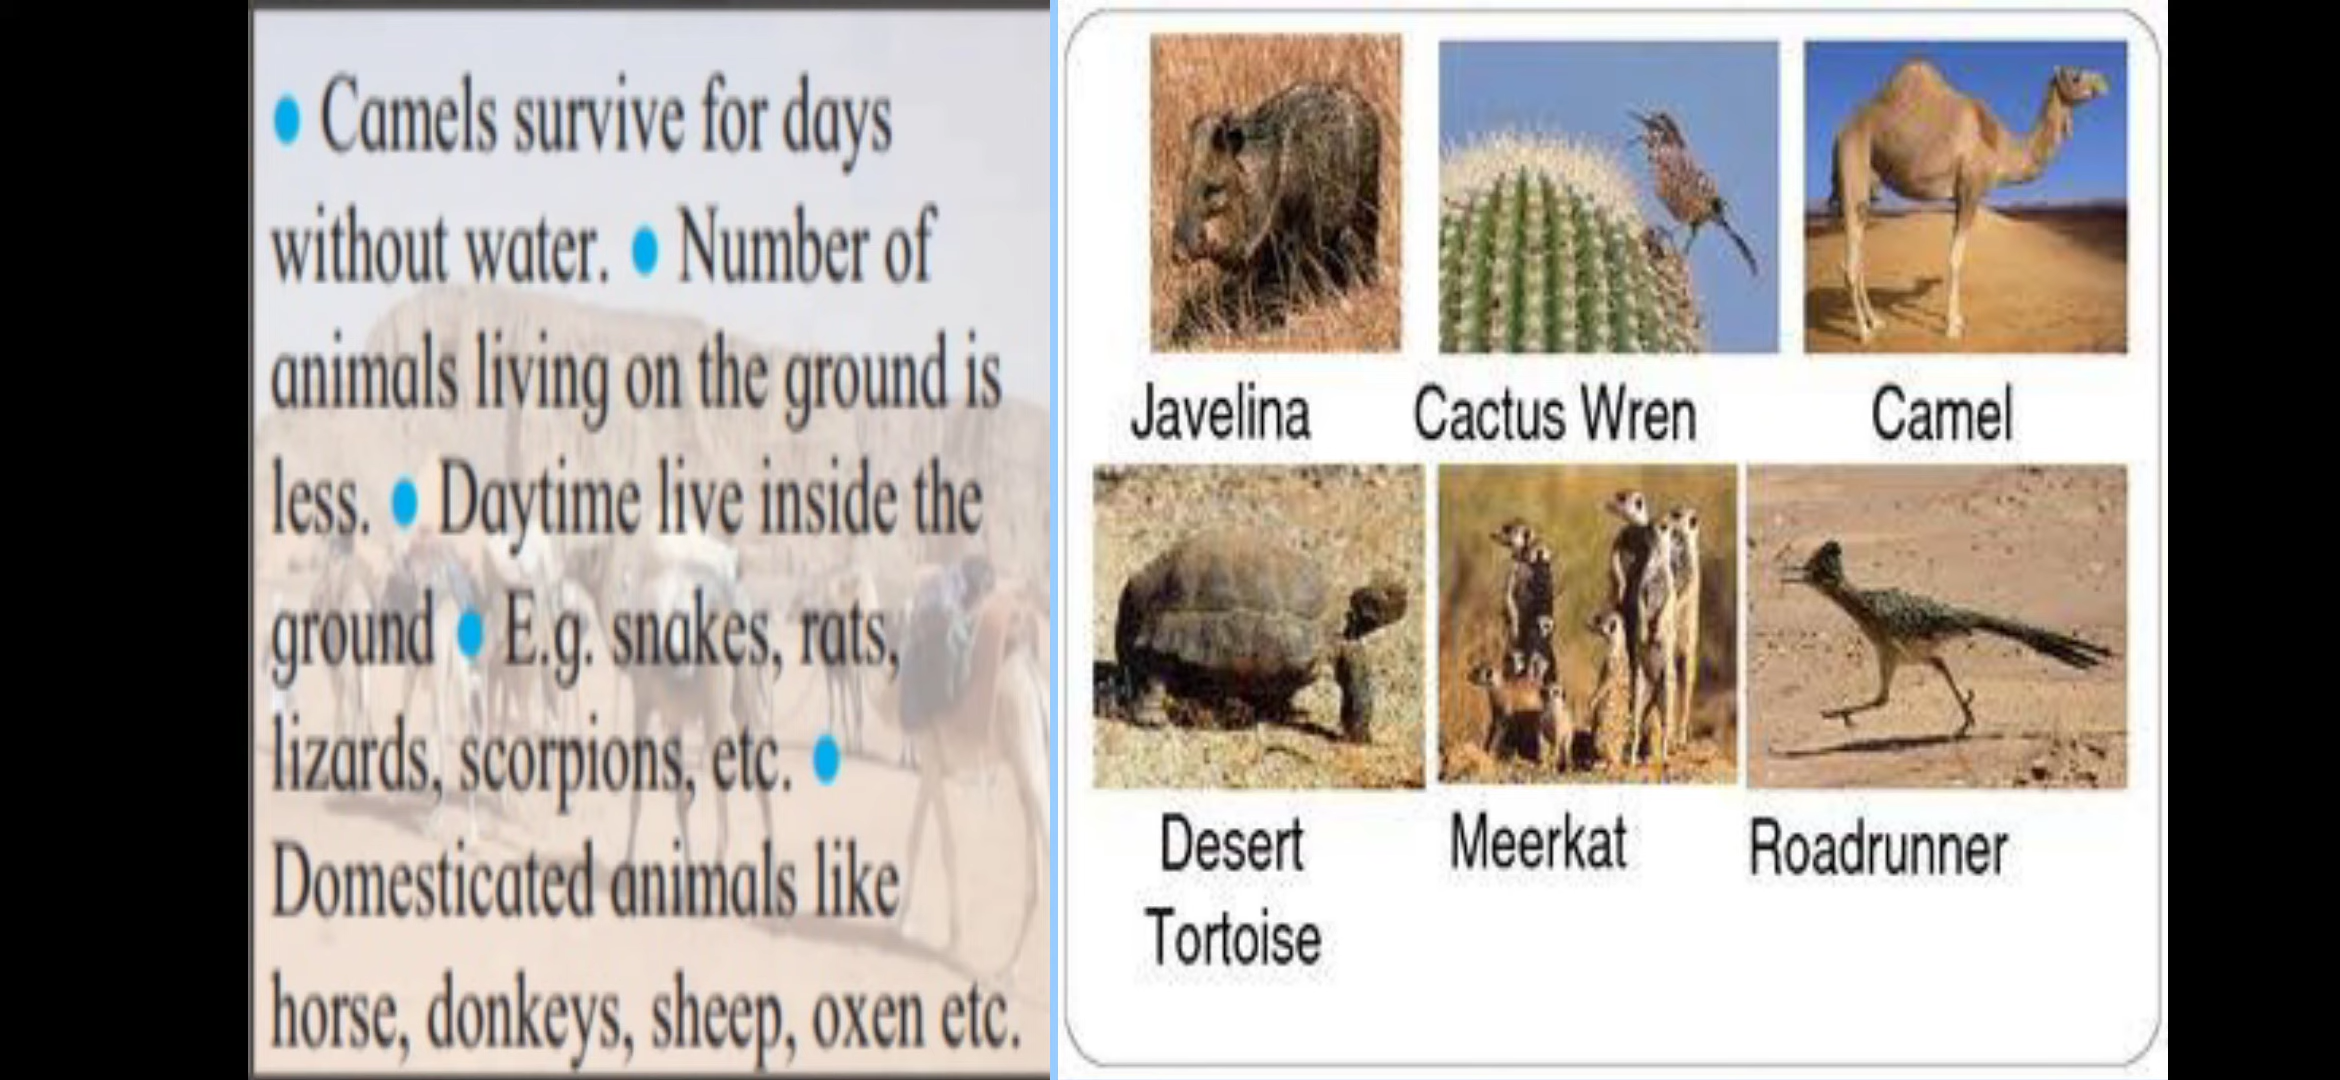 ● Camels survive for days
without water. ● Number of
animals living on the ground is
less. ● Daytime live inside the
ground ● E.g. snakes, rats,
lizards, scorpions, etc. ●
Domesticated animals like
horse, donkeys, sheep, oxen etc.
Javelina Cactus Wren Camel
Desert Tortoise Meerkat Roadrunner